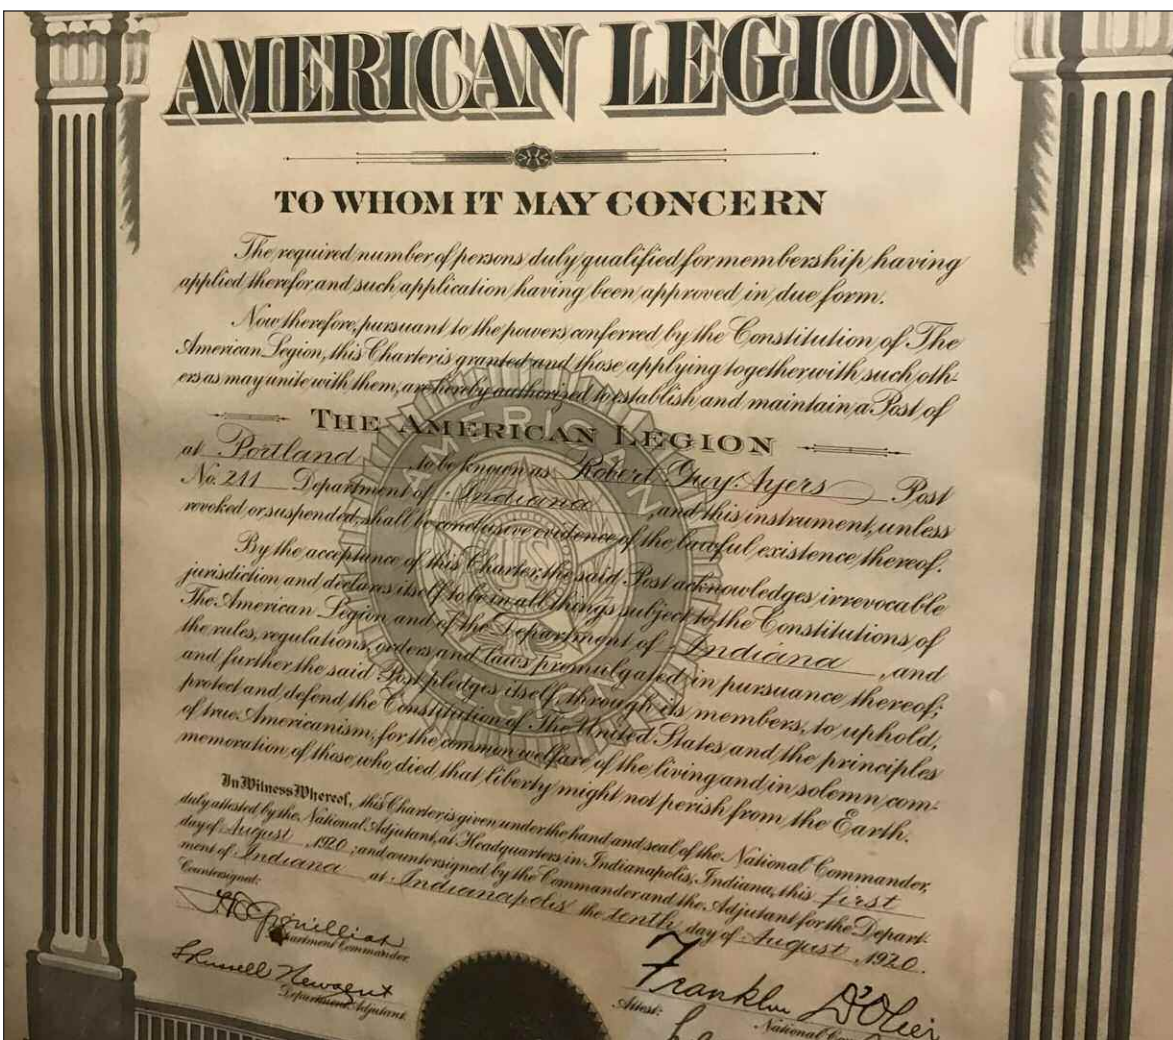 AMERICAN LEGION
TO WHOM IT MAY CONCERN
The required number of persons duly qualified for membership having
applied therefor and such application having been approved in due form.
Now therefore, pursuant to the powers conferred by the Constitution of The
American Legion, this Charter is granted and those applying together with such oth-
ers as may unite with them, are hereby authorized to establish and maintain a Post of
THE AMERICAN LEGION
at Portland, to be known as Robert Guy Ayers Post
No. 211 Department of Indiana, and this instrument, unless
revoked or suspended, shall be conclusive evidence of the lawful existence thereof.
By the acceptance of this Charter, the said Post acknowledges irrevocable
jurisdiction and declares itself to be in all things subject to the Constitutions of
The American Legion and of the Department of Indiana, and
the rules, regulations, orders and laws promulgated in pursuance thereof;
and further the said Post pledges itself, through its members, to uphold,
protect and defend the Constitution of The United States and the principles
of true Americanism, for the common welfare of the living and in solemn com-
memoration of those who died that liberty might not perish from the Earth.
In Witness Whereof, this Charter is given under the hand and seal of the National Commander,
duly attested by the National Adjutant, at Headquarters in Indianapolis, Indiana, this first
day of August, 1920; and countersigned by the Commander and the Adjutant for the Depart-
ment of Indiana at Indianapolis the tenth day of August, 1920.
Countersigned:
Department Commander.
L Russell Newgent
Department Adjutant
Franklin D'Olier
Attest:
National
AMERICAN
US
LEGION